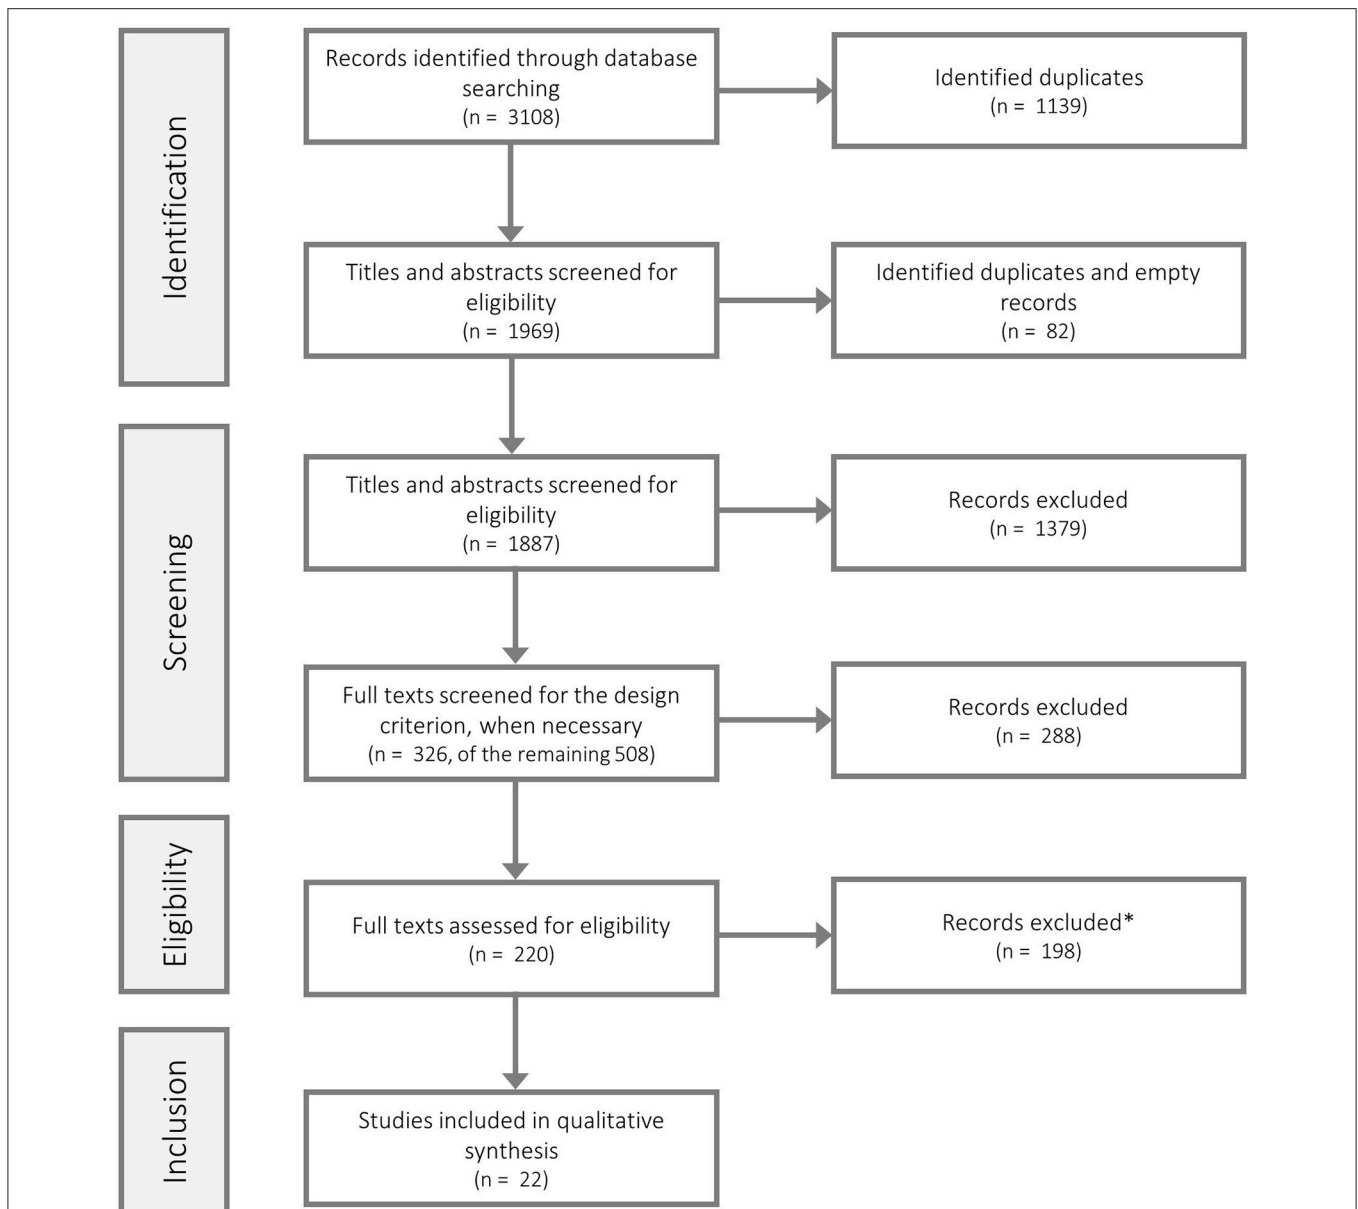 Identification
Records identified through database
searching
(n = 3108)
Identified duplicates
(n = 1139)
Titles and abstracts screened for
eligibility
(n = 1969)
Identified duplicates and empty
records
(n = 82)
Screening
Titles and abstracts screened for
eligibility
(n = 1887)
Records excluded
(n = 1379)
Full texts screened for the design
criterion, when necessary
(n = 326, of the remaining 508)
Records excluded
(n = 288)
Eligibility
Full texts assessed for eligibility
(n = 220)
Records excluded*
(n = 198)
Inclusion
Studies included in qualitative
synthesis
(n = 22)